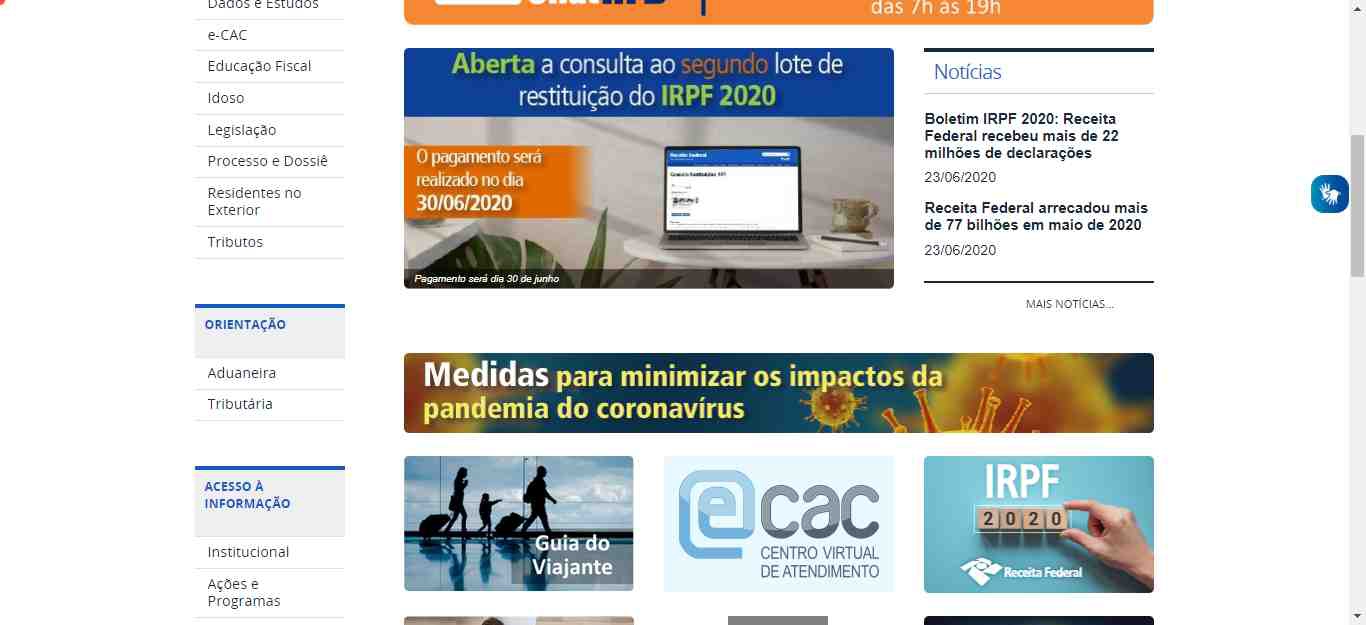 Dados e Estudos
e-CAC
Educação Fiscal
Idoso
Legislação
Processo e Dossiê
Residentes no
Exterior
Tributos
ORIENTAÇÃO
Aduaneira
Tributária
ACESSO À
INFORMAÇÃO
Institucional
Ações e
Programas
das 7h às 19h
Aberta a consulta ao segundo lote de
restituição do IRPF 2020
O pagamento será
realizado no dia
30/06/2020
Receita Federal
Pagamento será dia 30 de junho
Notícias
Boletim IRPF 2020: Receita
Federal recebeu mais de 22
milhões de declarações
23/06/2020
Receita Federal arrecadou mais
de 77 bilhões em maio de 2020
23/06/2020
MAIS NOTÍCIAS...
Medidas para minimizar os impactos da
pandemia do coronavírus
Guia do
Viajante
e cac
CENTRO VIRTUAL
DE ATENDIMENTO
IRPF
2020
Receita Federal